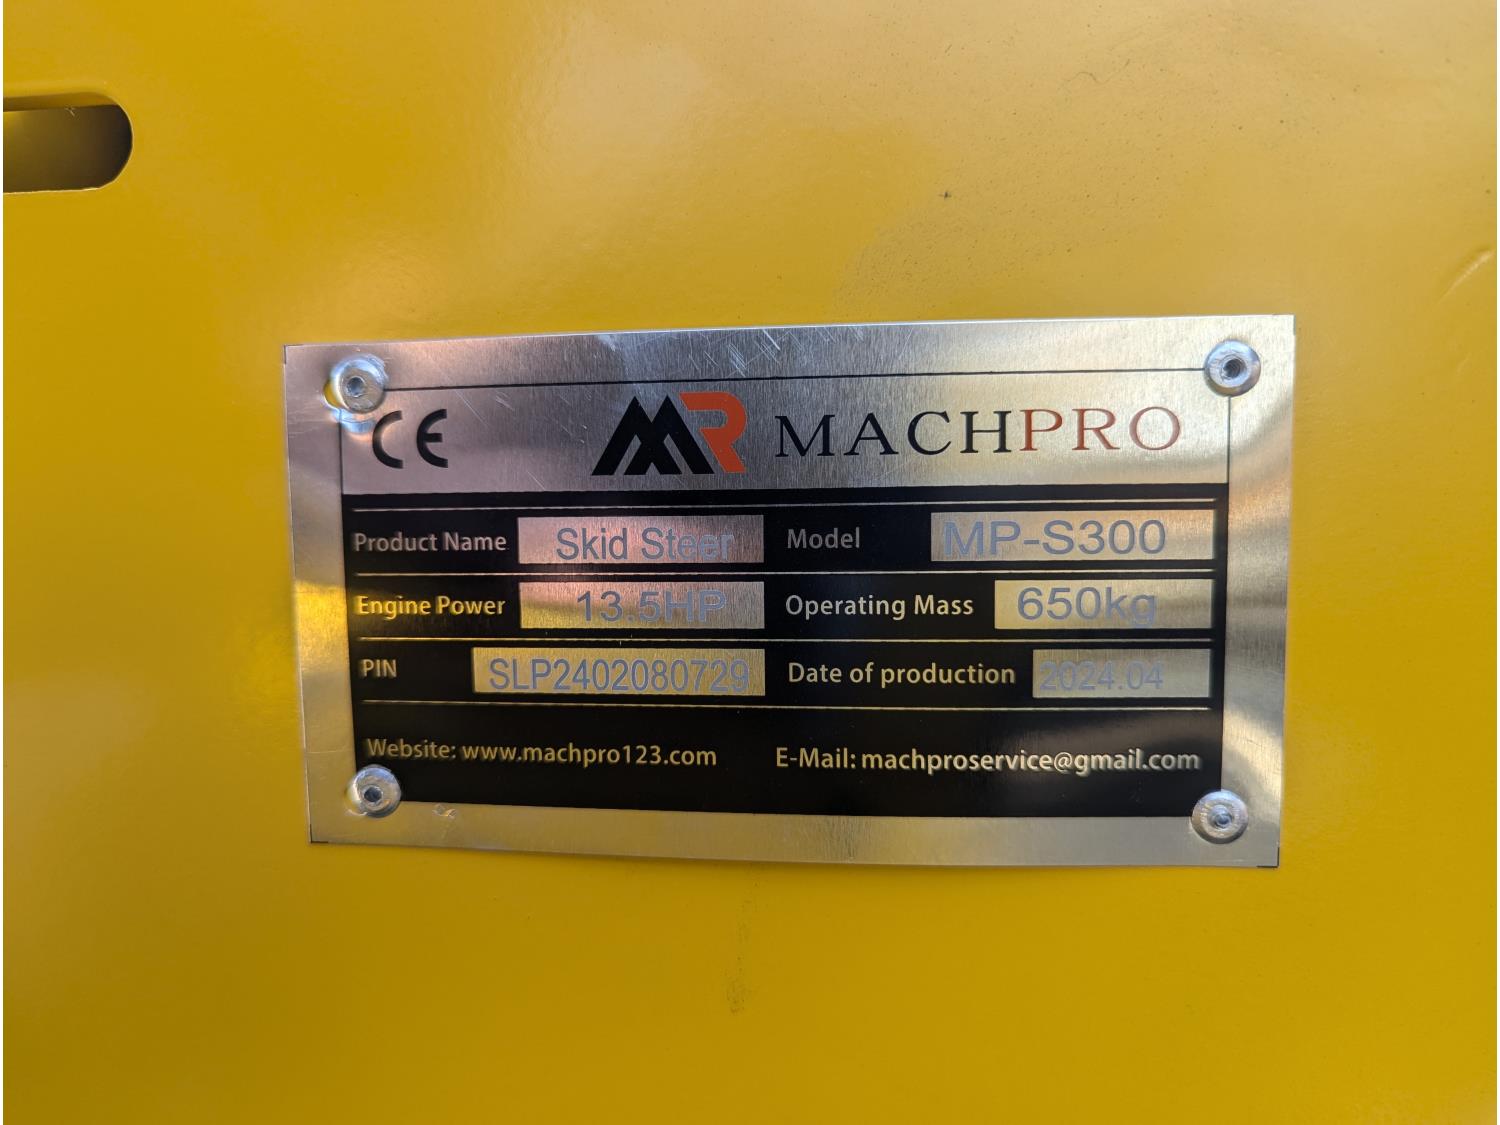 CE MR MACHPRO
Product Name Skid Steer Model MP-S300
Engine Power 13.5HP Operating Mass 650kg
PIN SLP2402080729 Date of production 2024.04
Website: www.machpro123.com E-Mail: machproservice@gmail.com